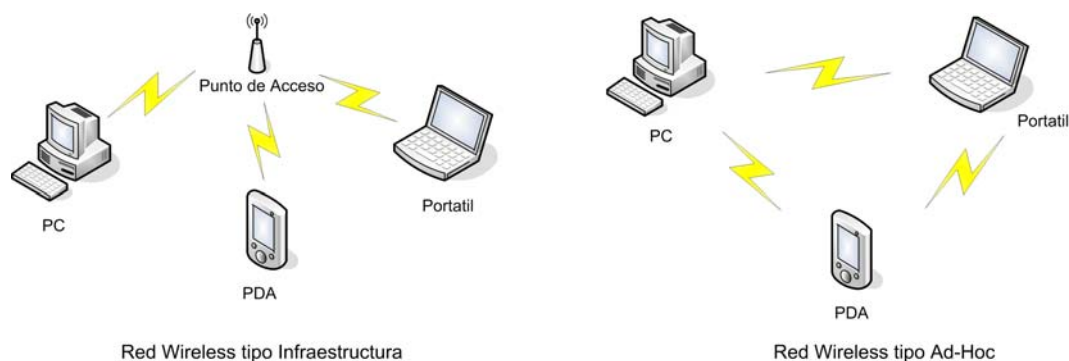 Punto de Acceso
PC
Portatil
PDA
Red Wireless tipo Infraestructura
PC
Portatil
PDA
Red Wireless tipo Ad-Hoc